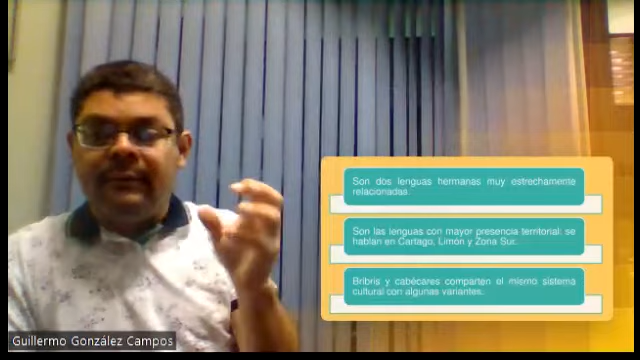 Son dos lenguas hermanas muy estrechamente
relacionadas.
Son las lenguas con mayor presencia territorial: se
hablan en Cartago, Limón y Zona Sur.
Bribris y cabécares comparten el mismo sistema
cultural con algunas variantes.
Guillermo González Campos